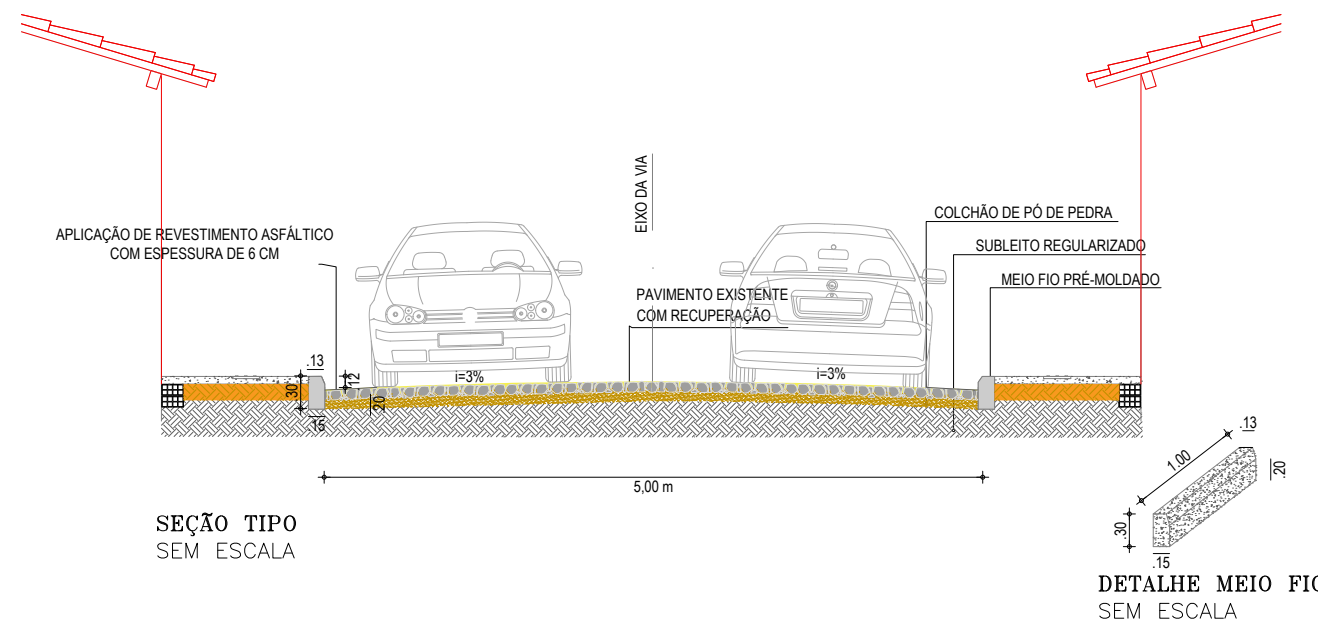 EIXO DA VIA
APLICAÇÃO DE REVESTIMENTO ASFÁLTICO
COM ESPESSURA DE 6 CM
COLCHÃO DE PÓ DE PEDRA
SUBLEITO REGULARIZADO
MEIO FIO PRÉ-MOLDADO
PAVIMENTO EXISTENTE
COM RECUPERAÇÃO
.13
12
.30
.15
.20
i=3%
i=3%
5,00 m
SEÇÃO TIPO
SEM ESCALA
.13
1.00
.20
.30
.15
DETALHE MEIO FIO
SEM ESCALA